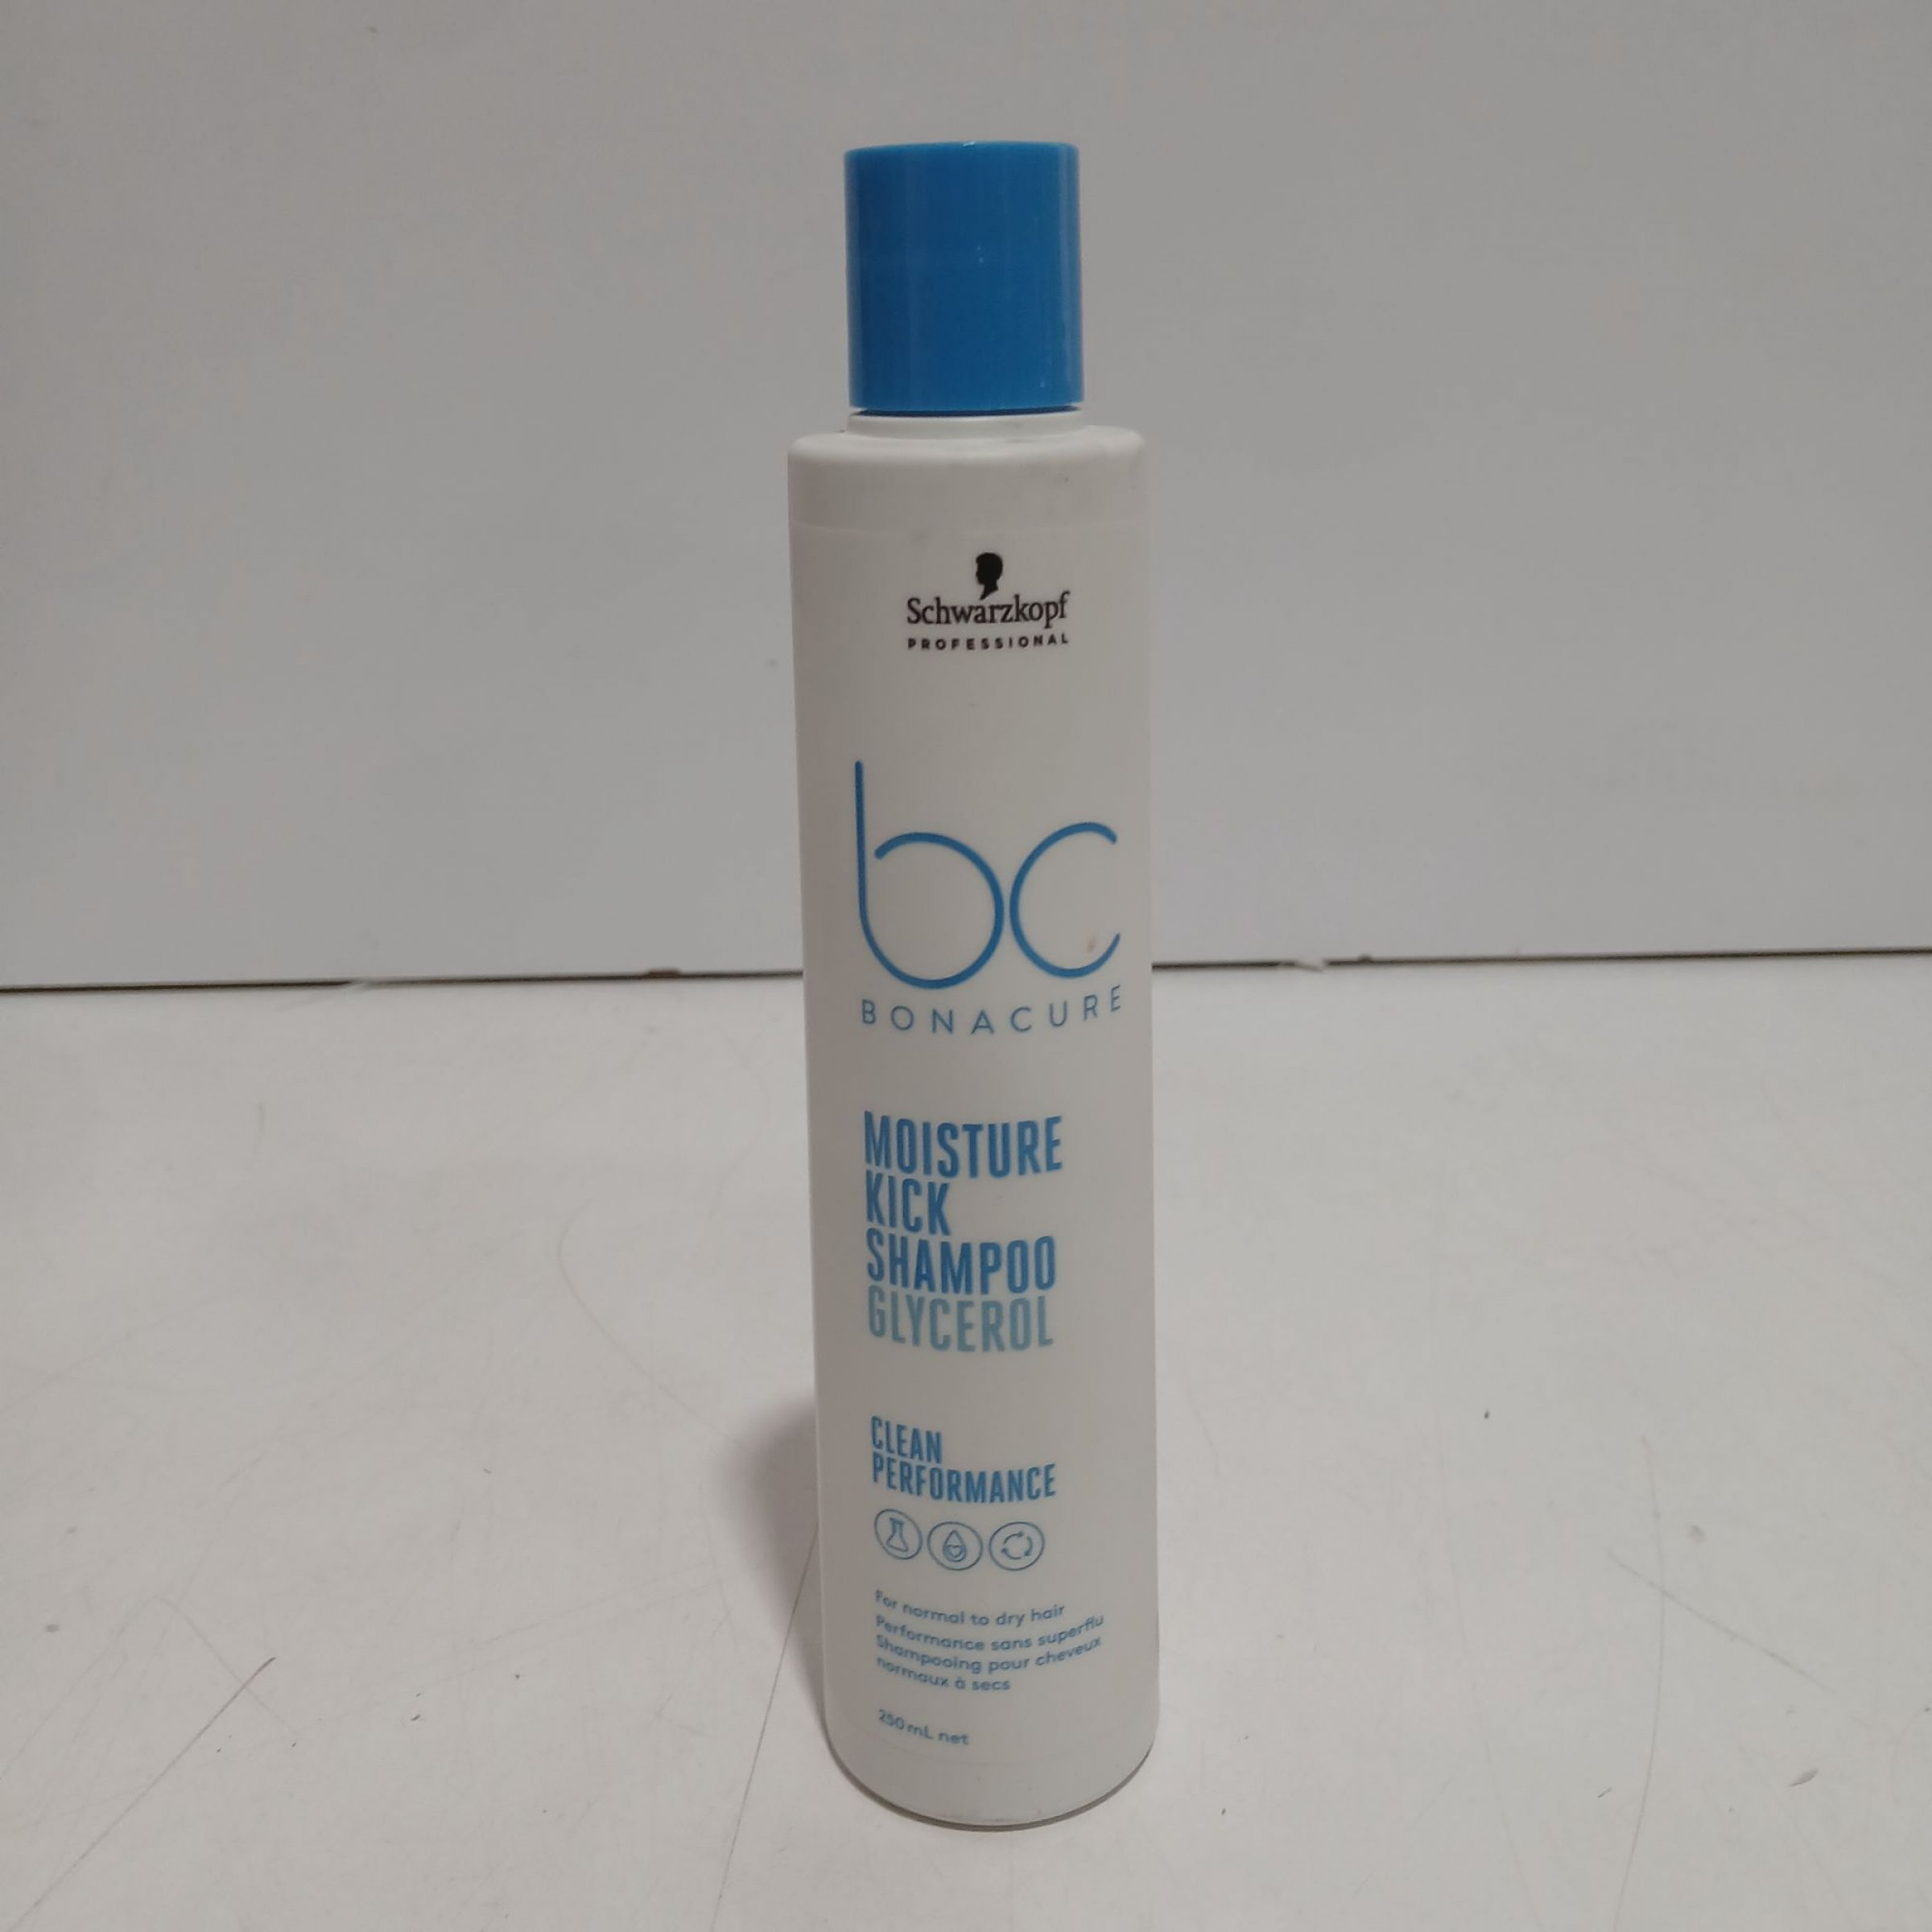 Schwarzkopf
PROFESSIONAL
bc
BONACURE
MOISTURE
KICK
SHAMPOO
GLYCEROL
CLEAN
PERFORMANCE
For normal to dry hair
Performance sans superflu
Shampooing pour cheveux
normaux à secs
250 mL net